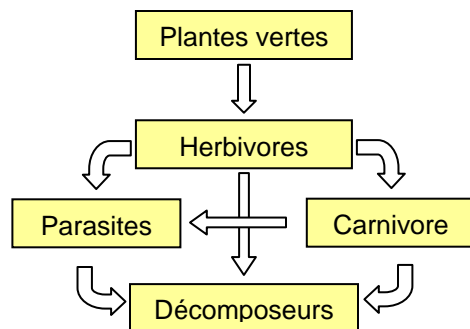 Plantes vertes
Herbivores
Parasites
Carnivore
Décomposeurs